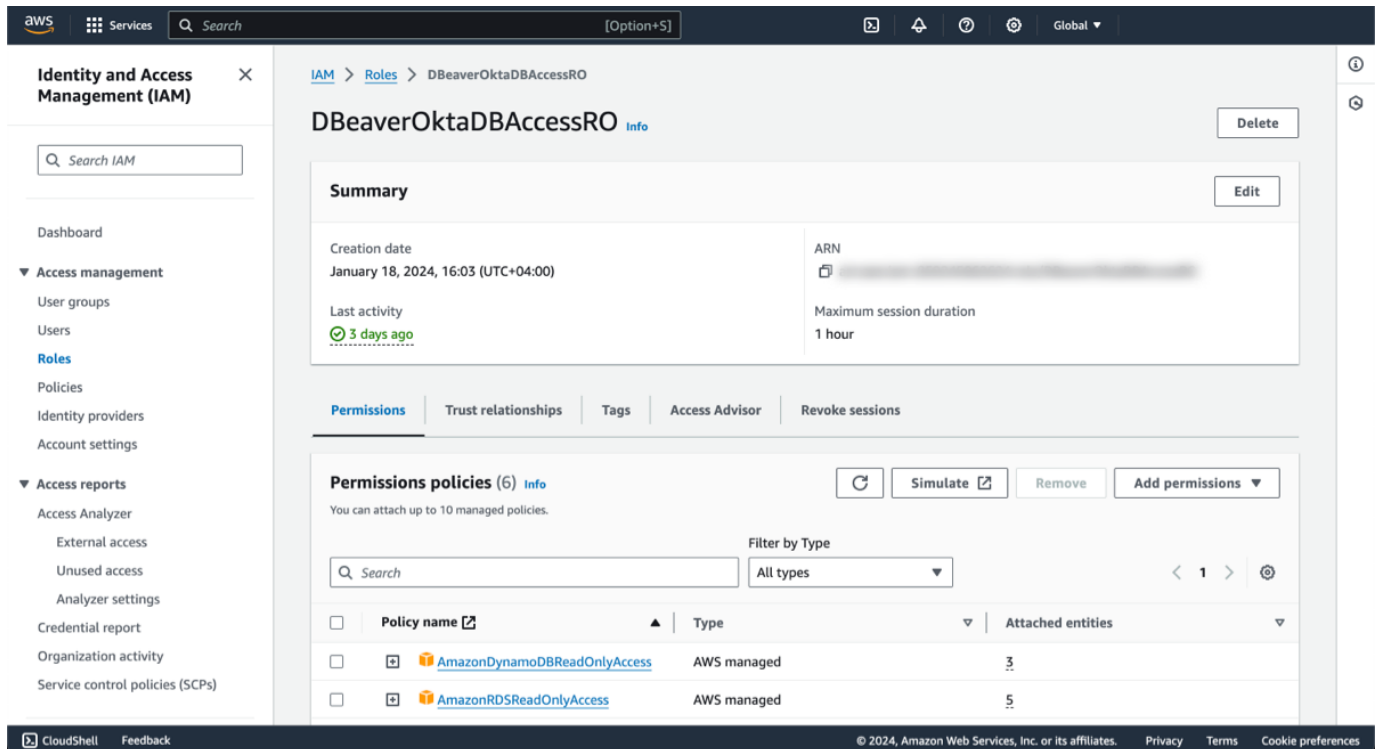 aws Services Search [Option+S] Global
Identity and Access
Management (IAM)
Search IAM
Dashboard
Access management
User groups
Users
Roles
Policies
Identity providers
Account settings
Access reports
Access Analyzer
External access
Unused access
Analyzer settings
Credential report
Organization activity
Service control policies (SCPs)
IAM > Roles > DBeaverOktaDBAccessRO
DBeaverOktaDBAccessRO Info
Delete
Summary
Edit
Creation date
January 18, 2024, 16:03 (UTC+04:00)
Last activity
3 days ago
ARN
Maximum session duration
1 hour
Permissions Trust relationships Tags Access Advisor Revoke sessions
Permissions policies (6) Info
Simulate Remove Add permissions
You can attach up to 10 managed policies.
Filter by Type
Search All types 1
Policy name Type Attached entities
AmazonDynamoDBReadOnlyAccess AWS managed 3
AmazonRDSReadOnlyAccess AWS managed 5
CloudShell Feedback © 2024, Amazon Web Services, Inc. or its affiliates. Privacy Terms Cookie preferences